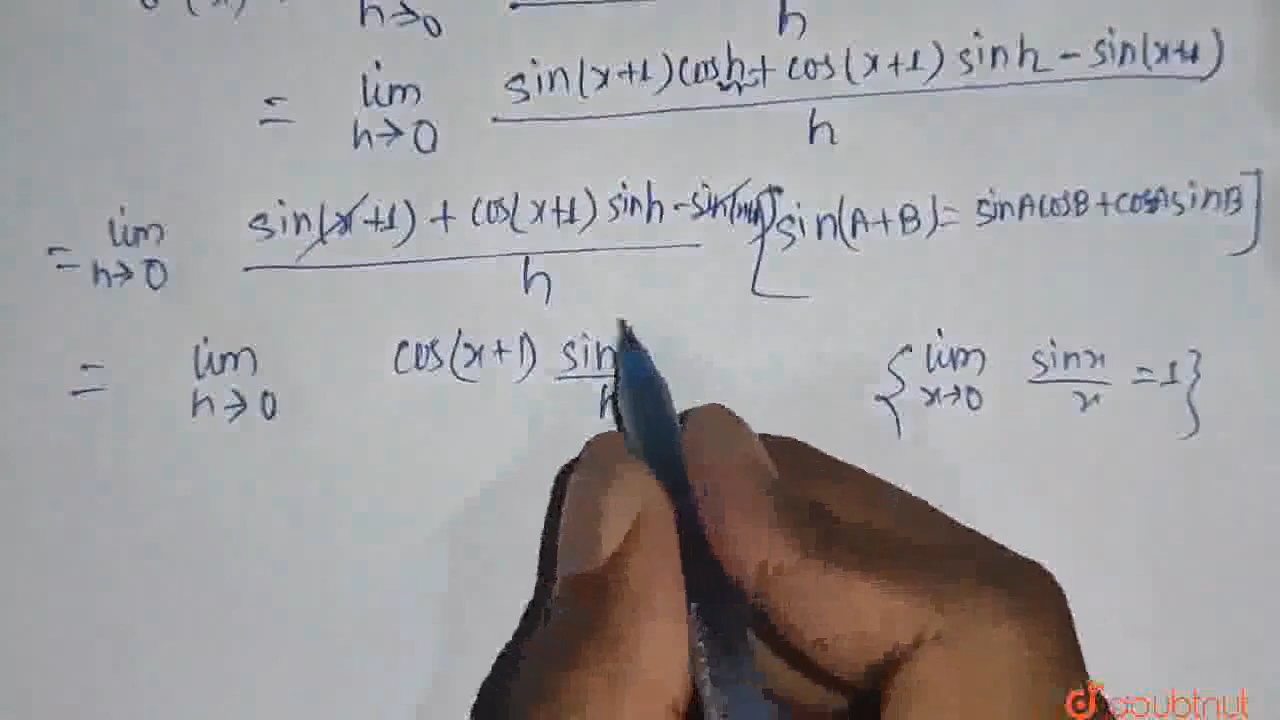 lim h→0 h
= lim h→0 sin(x+1)cosh + cos(x+1) sinh - sin(x+1) / h
= lim h→0 sin(x+1) + cos(x+1) sinh - sin(x+1) / h [sin(A+B) = sinAcosB + cosAsinB]
= lim h→0 cos(x+1) sin / h {lim x→0 sinx / x = 1}
doubtnut